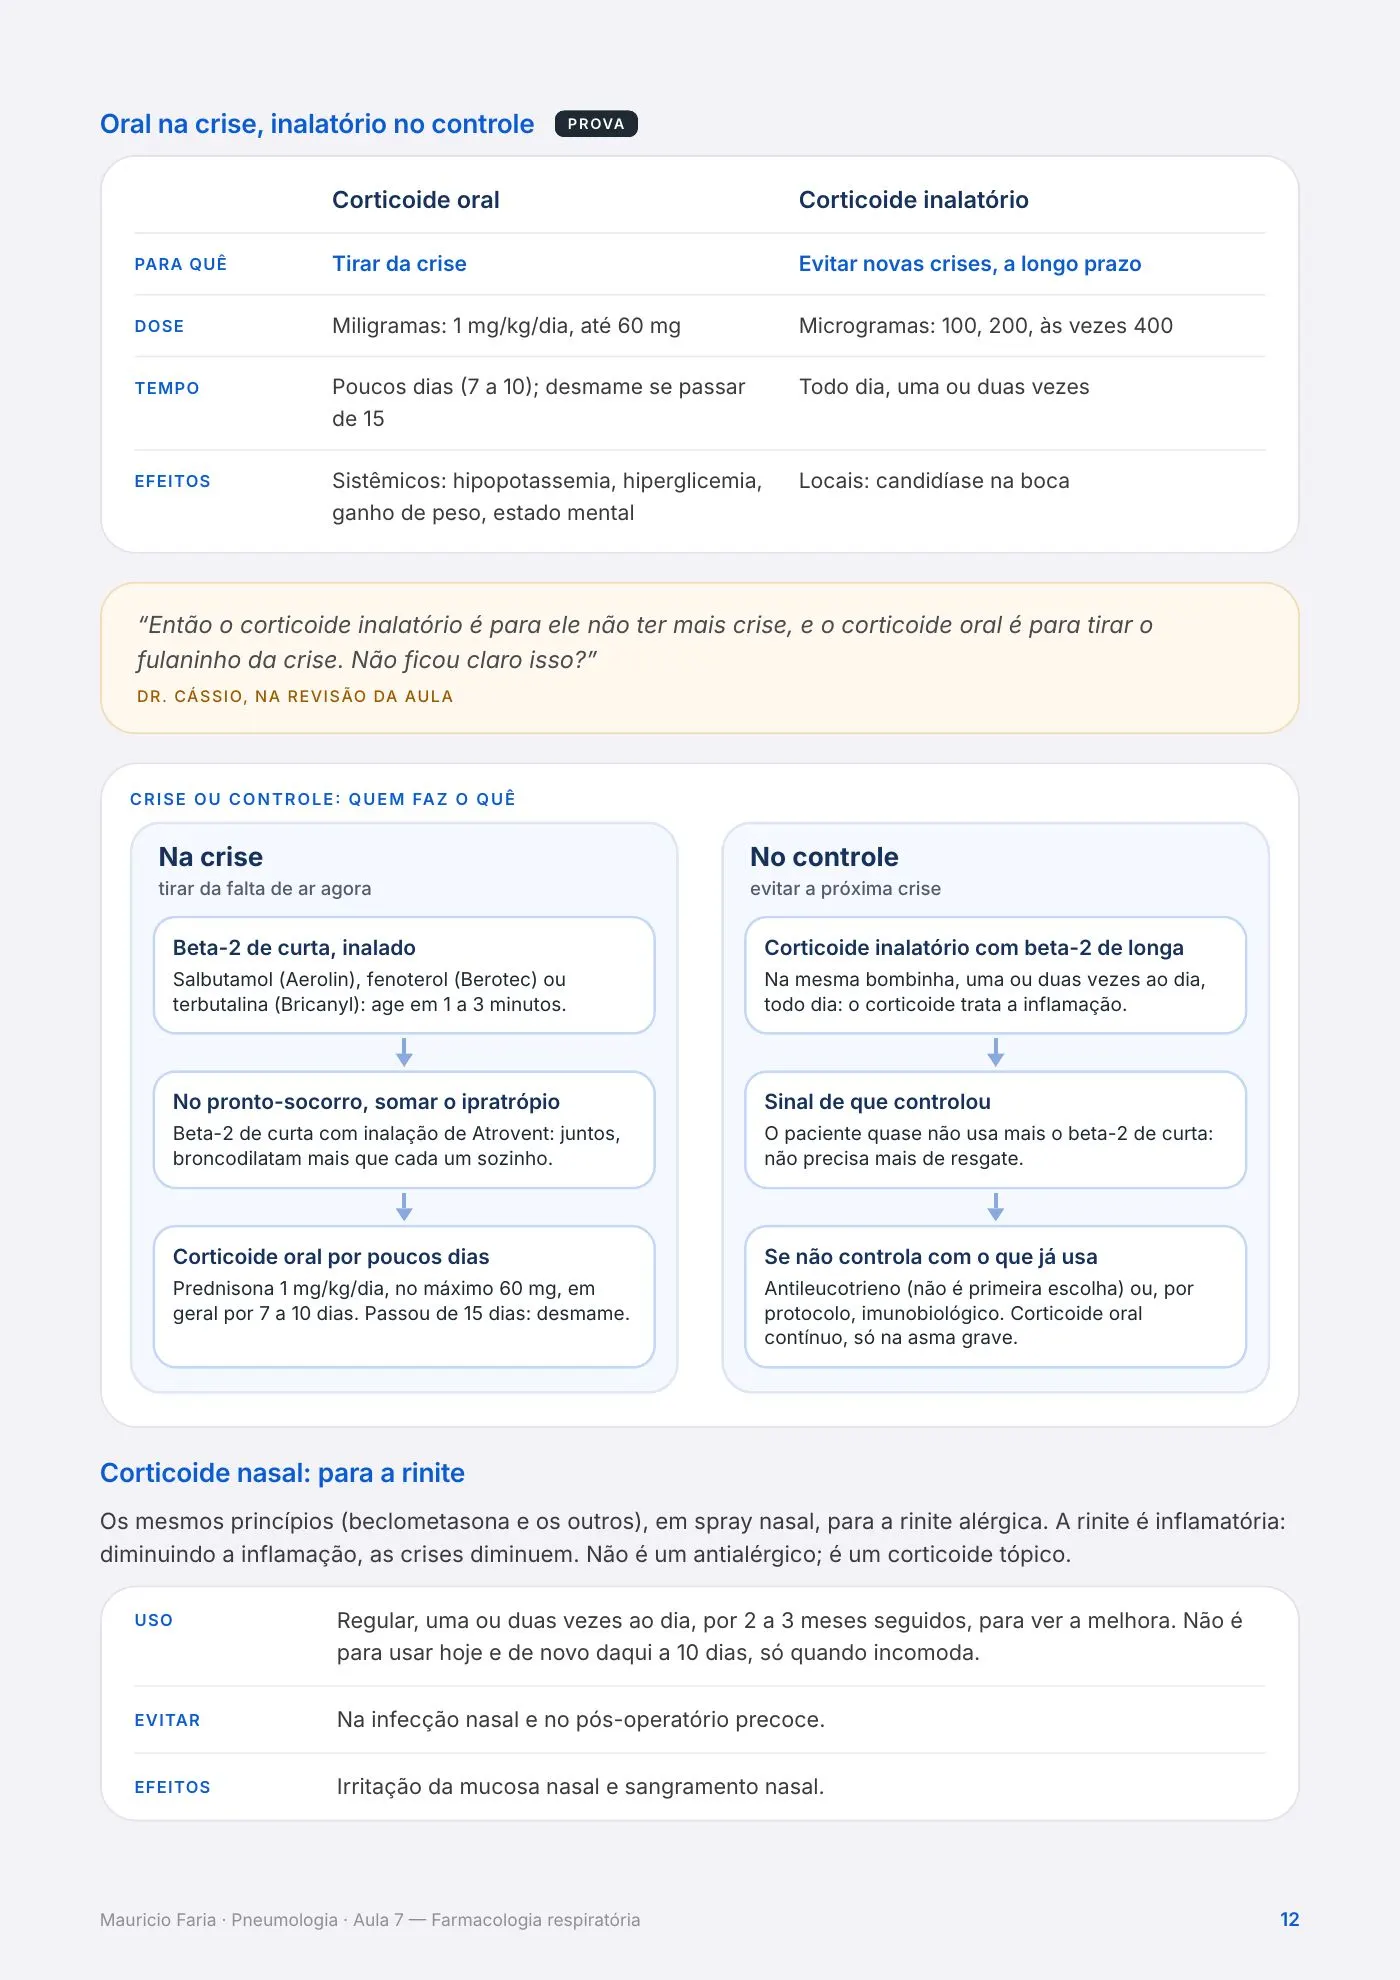 Oral na crise, inalatório no controle PROVA
Corticoide oral Corticoide inalatório
PARA QUÊ Tirar da crise Evitar novas crises, a longo prazo
DOSE Miligramas: 1 mg/kg/dia, até 60 mg Microgramas: 100, 200, às vezes 400
TEMPO Poucos dias (7 a 10); desmame se passar Todo dia, uma ou duas vezes
de 15
EFEITOS Sistêmicos: hipopotassemia, hiperglicemia, Locais: candidíase na boca
ganho de peso, estado mental
“Então o corticoide inalatório é para ele não ter mais crise, e o corticoide oral é para tirar o
fulaninho da crise. Não ficou claro isso?”
DR. CÁSSIO, NA REVISÃO DA AULA
CRISE OU CONTROLE: QUEM FAZ O QUÊ
Na crise
tirar da falta de ar agora
Beta-2 de curta, inalado
Salbutamol (Aerolin), fenoterol (Berotec) ou
terbutalina (Bricanyl): age em 1 a 3 minutos.
No pronto-socorro, somar o ipratrópio
Beta-2 de curta com inalação de Atrovent: juntos,
broncodilatam mais que cada um sozinho.
Corticoide oral por poucos dias
Prednisona 1 mg/kg/dia, no máximo 60 mg, em
geral por 7 a 10 dias. Passou de 15 dias: desmame.
No controle
evitar a próxima crise
Corticoide inalatório com beta-2 de longa
Na mesma bombinha, uma ou duas vezes ao dia,
todo dia: o corticoide trata a inflamação.
Sinal de que controlou
O paciente quase não usa mais o beta-2 de curta:
não precisa mais de resgate.
Se não controla com o que já usa
Antileucotrieno (não é primeira escolha) ou, por
protocolo, imunobiológico. Corticoide oral
contínuo, só na asma grave.
Corticoide nasal: para a rinite
Os mesmos princípios (beclometasona e os outros), em spray nasal, para a rinite alérgica. A rinite é inflamatória:
diminuindo a inflamação, as crises diminuem. Não é um antialérgico; é um corticoide tópico.
USO Regular, uma ou duas vezes ao dia, por 2 a 3 meses seguidos, para ver a melhora. Não é
para usar hoje e de novo daqui a 10 dias, só quando incomoda.
EVITAR Na infecção nasal e no pós-operatório precoce.
EFEITOS Irritação da mucosa nasal e sangramento nasal.
Mauricio Faria · Pneumologia · Aula 7 — Farmacologia respiratória 12